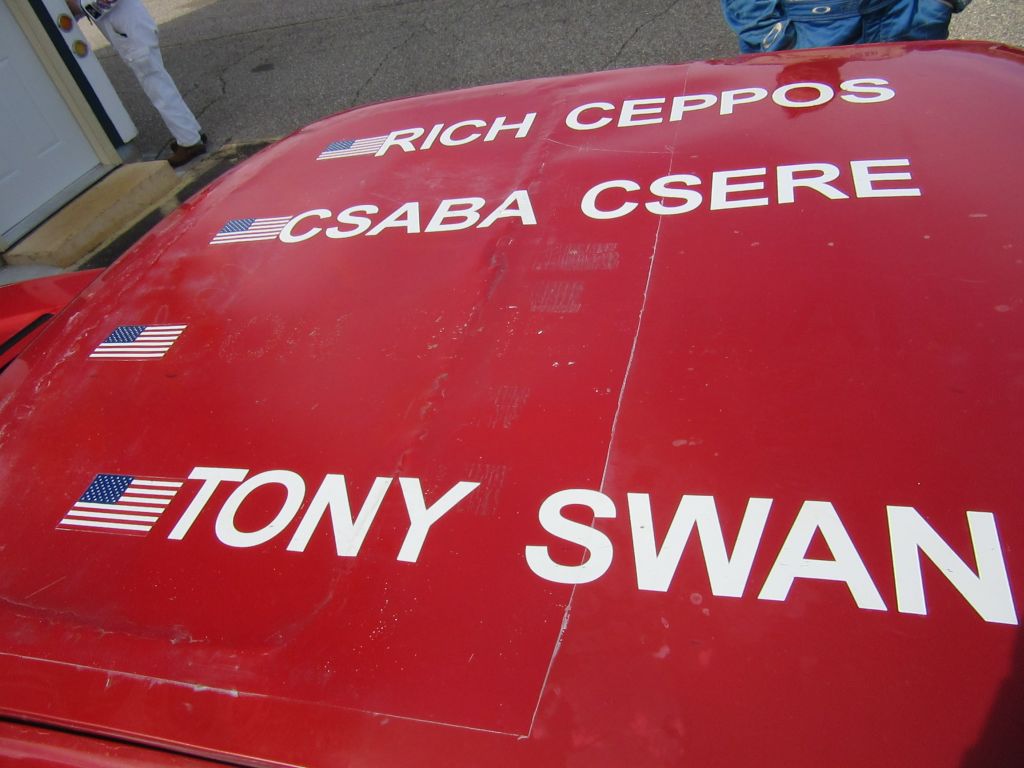 RICH CEPPOS
CSABA CSERE
TONY SWAN